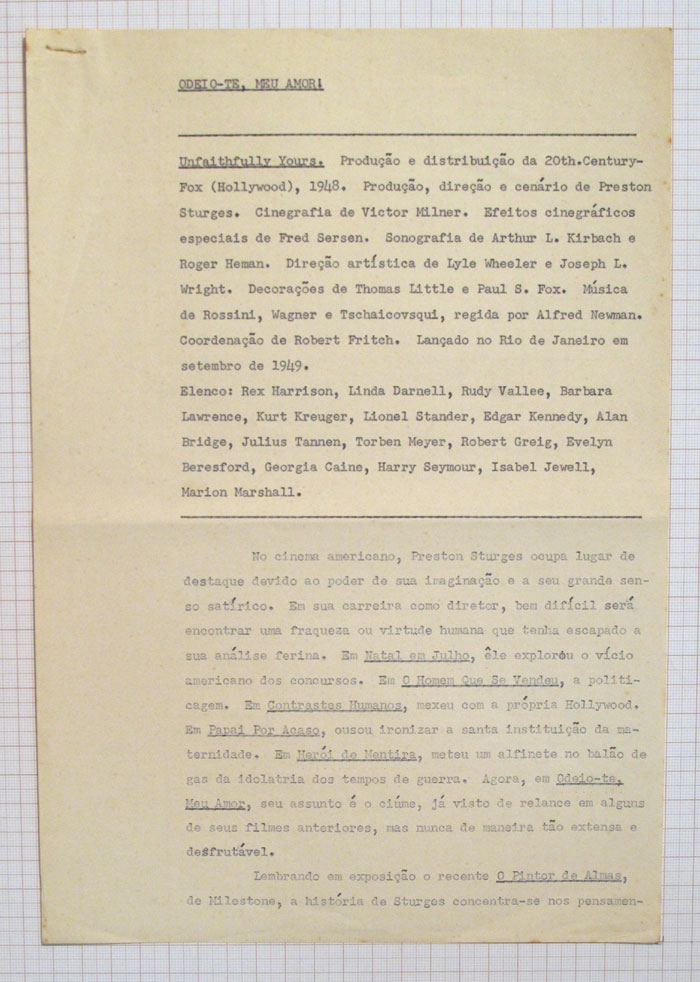 ODEIO-TE, MEU AMOR!
Unfaithfully Yours. Produção e distribuição da 20th.Century-
Fox (Hollywood), 1948. Produção, direção e cenário de Preston
Sturges. Cinegrafia de Victor Milner. Efeitos cinegráficos
especiais de Fred Sersen. Sonografia de Arthur L. Kirbach e
Roger Heman. Direção artística de Lyle Wheeler e Joseph L.
Wright. Decorações de Thomas Little e Paul S. Fox. Música
de Rossini, Wagner e Tschaicovsqui, regida por Alfred Newman.
Coordenação de Robert Fritch. Lançado no Rio de Janeiro em
setembro de 1949.
Elenco: Rex Harrison, Linda Darnell, Rudy Vallee, Barbara
Lawrence, Kurt Kreuger, Lionel Stander, Edgar Kennedy, Alan
Bridge, Julius Tannen, Torben Meyer, Robert Greig, Evelyn
Beresford, Georgia Caine, Harry Seymour, Isabel Jewell,
Marion Marshall.
No cinema americano, Preston Sturges ocupa lugar de
destaque devido ao poder de sua imaginação e a seu grande sen-
so satírico. Em sua carreira como diretor, bem difícil será
encontrar uma fraqueza ou virtude humana que tenha escapado a
sua análise ferina. Em Natal em Julho, êle explorou o vício
americano dos concursos. Em O Homem Que Se Vendeu, a politi-
cagem. Em Contrastes Humanos, mexeu com a própria Hollywood.
Em Papai Por Acaso, ousou ironizar a santa instituição da ma-
ternidade. Em Herói de Mentira, meteu um alfinete no balão de
gas da idolatria dos tempos de guerra. Agora, em Odeio-te,
Meu Amor, seu assunto é o ciúme, já visto de relance em alguns
de seus filmes anteriores, mas nunca de maneira tão extensa e
desfrutável.
Lembrando em exposição o recente O Pintor de Almas,
de Milestone, a história de Sturges concentra-se nos pensamen-